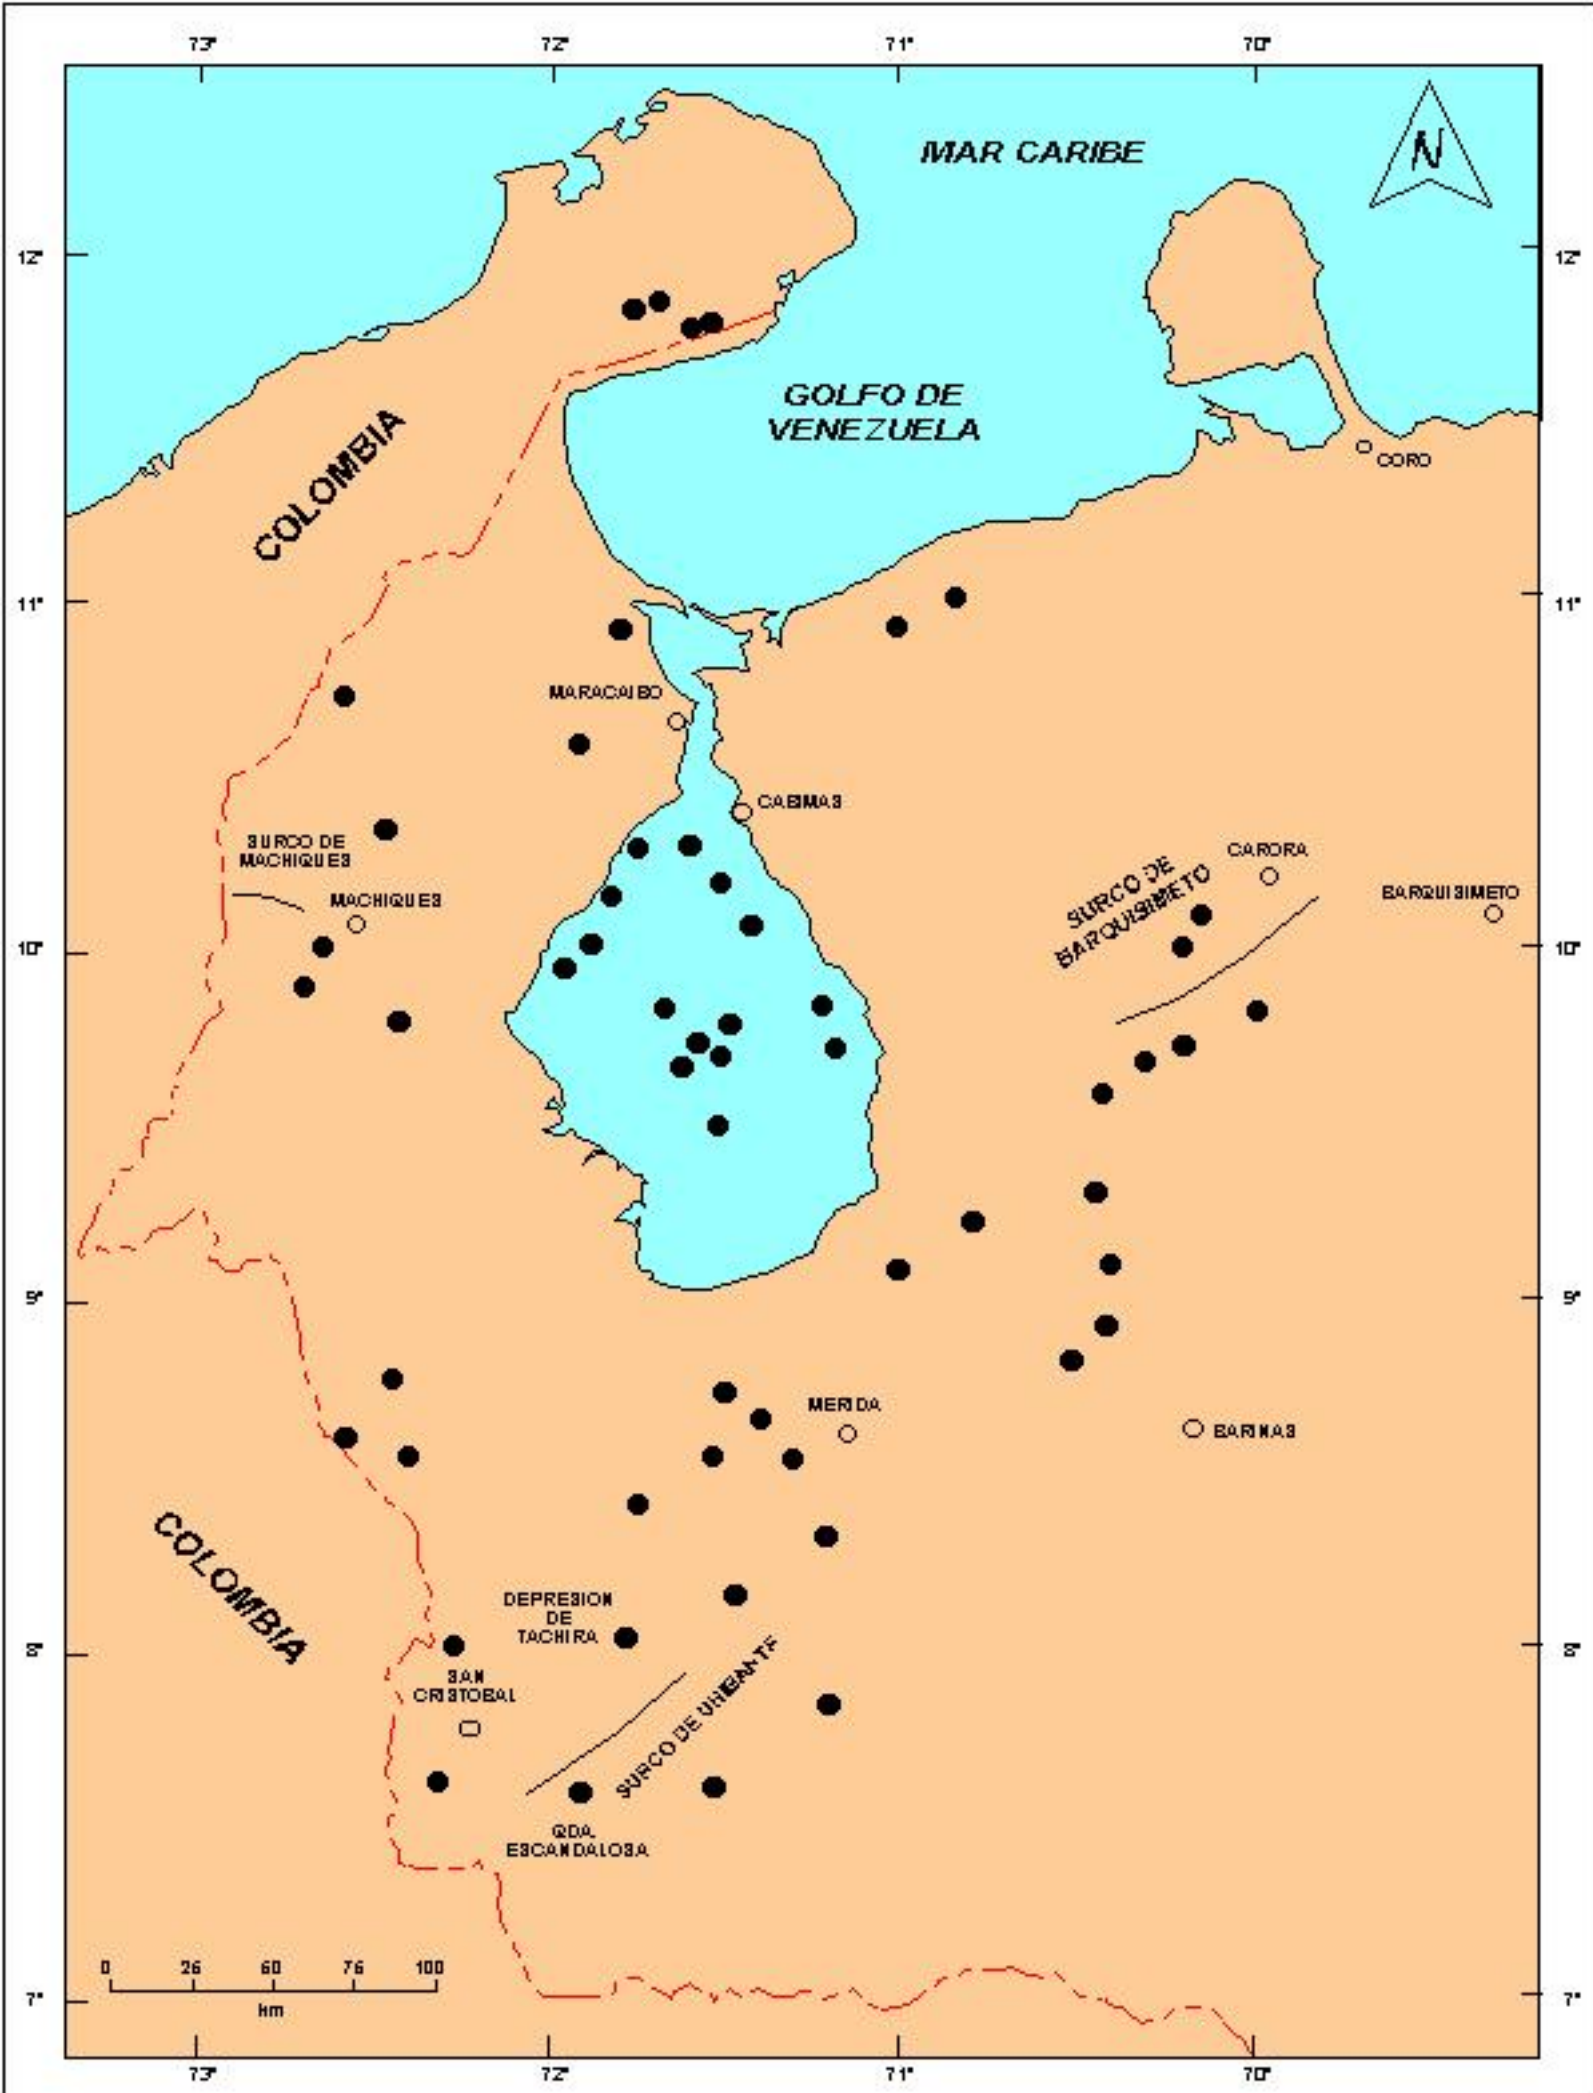 73° 72° 71° 70°
MAR CARIBE
N
12° 12°
GOLFO DE
VENEZUELA
COLOMBIA
CORO
11° 11°
MARACAIBO
CABIMAS
SURCO DE
MACHIQUES
MACHIQUES
SURCO DE
BARQUISIMETO
CARORA
BARQUISIMETO
10° 10°
9° 9°
MERIDA
BARINAS
COLOMBIA
DEPRESION
DE
TACHIRA
8° 8°
SAN
CRISTOBAL
SURCO DE URIBANTE
QDA.
ESCANDALOSA
0 25 50 75 100
km
7° 7°
73° 72° 71° 70°